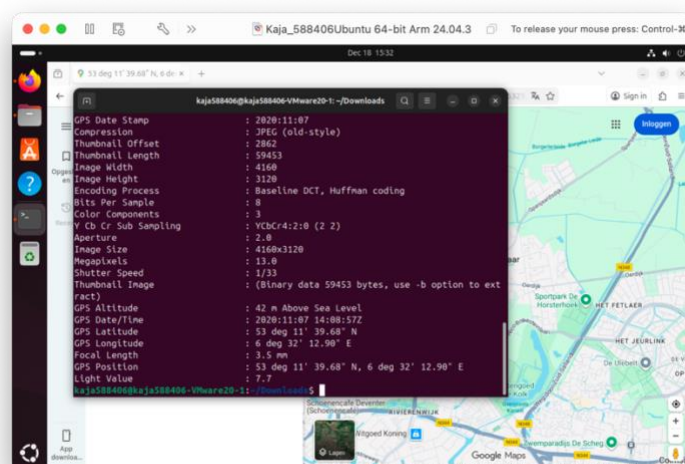 Kaja_588406Ubuntu 64-bit Arm 24.04.3
To release your mouse press: Control-⌘
Dec 18 15:32
53 deg 11' 39.68" N, 6 de
Sign in
kaja588406@kaja588406-VMware20-1: ~/Downloads
Inloggen
GPS Date Stamp : 2020:11:07
Compression : JPEG (old-style)
Thumbnail Offset : 2862
Thumbnail Length : 59453
Image Width : 4160
Image Height : 3120
Encoding Process : Baseline DCT, Huffman coding
Bits Per Sample : 8
Color Components : 3
Y Cb Cr Sub Sampling : YCbCr4:2:0 (2 2)
Aperture : 2.0
Image Size : 4160x3120
Megapixels : 13.0
Shutter Speed : 1/33
Thumbnail Image : (Binary data 59453 bytes, use -b option to ext
ract)
GPS Altitude : 42 m Above Sea Level
GPS Date/Time : 2020:11:07 14:08:57Z
GPS Latitude : 53 deg 11' 39.68" N
GPS Longitude : 6 deg 32' 12.90" E
Focal Length : 3.5 mm
GPS Position : 53 deg 11' 39.68" N, 6 deg 32' 12.90" E
Light Value : 7.7
kaja588406@kaja588406-VMware20-1:~/Downloads$
Sportpark De
Horsterhoek
HET FETLAER
HET JEURLINK
De Ulebelt
Schoenencafe Deventer
(Schoenencafe)
RIVIERENWIJK
Witgoed Koning
Zwemparadijs De Scheg
Lagen
Google Maps
App
downloa...